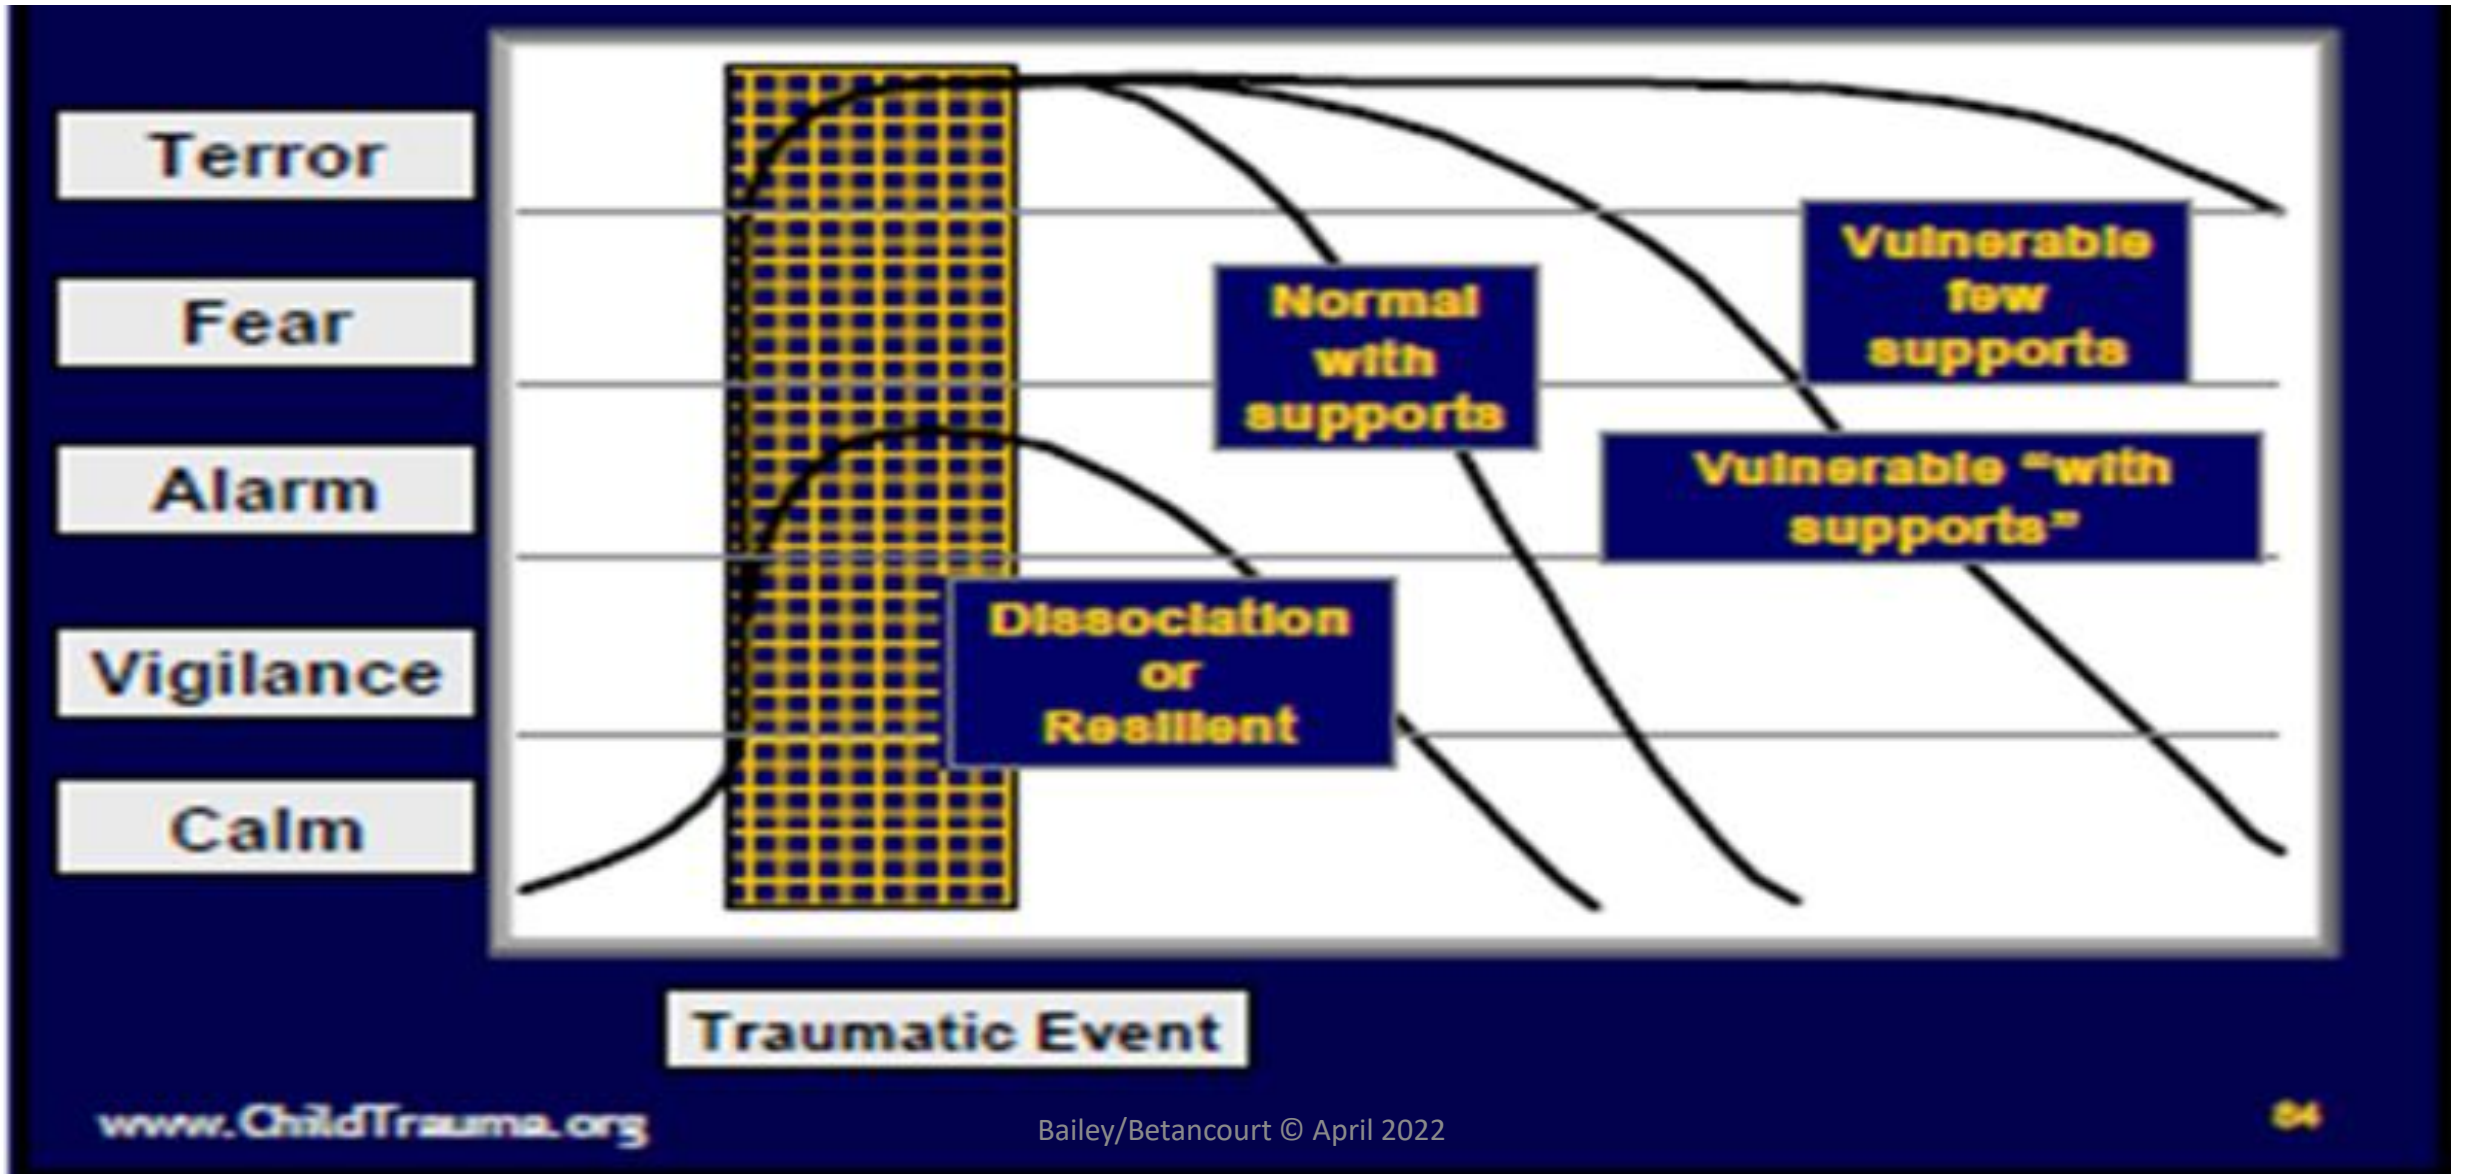 Terror
Fear
Alarm
Vigilance
Calm
Vulnerable
few
supports
Normal
with
supports
Vulnerable “with
supports”
Dissociation
or
Resilient
Traumatic Event
www.ChildTrauma.org
Bailey/Betancourt © April 2022
84